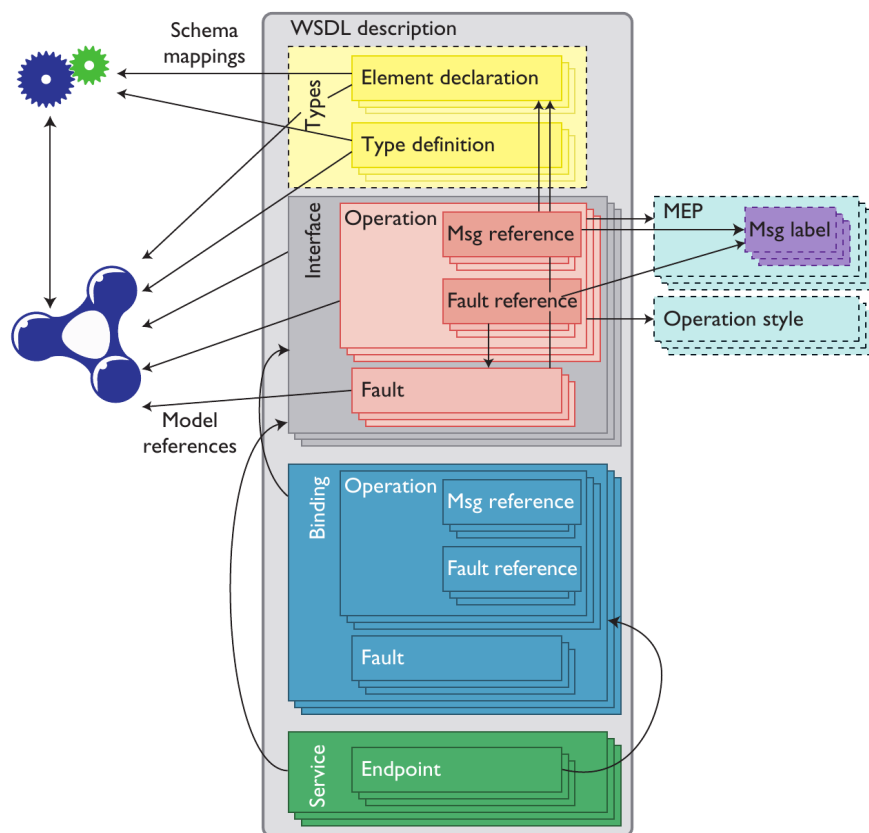 WSDL description
Schema
mappings
Types
Element declaration
Type definition
Interface
Operation
Msg reference
Fault reference
Fault
MEP
Msg label
Operation style
Model
references
Binding
Operation
Msg reference
Fault reference
Fault
Service
Endpoint